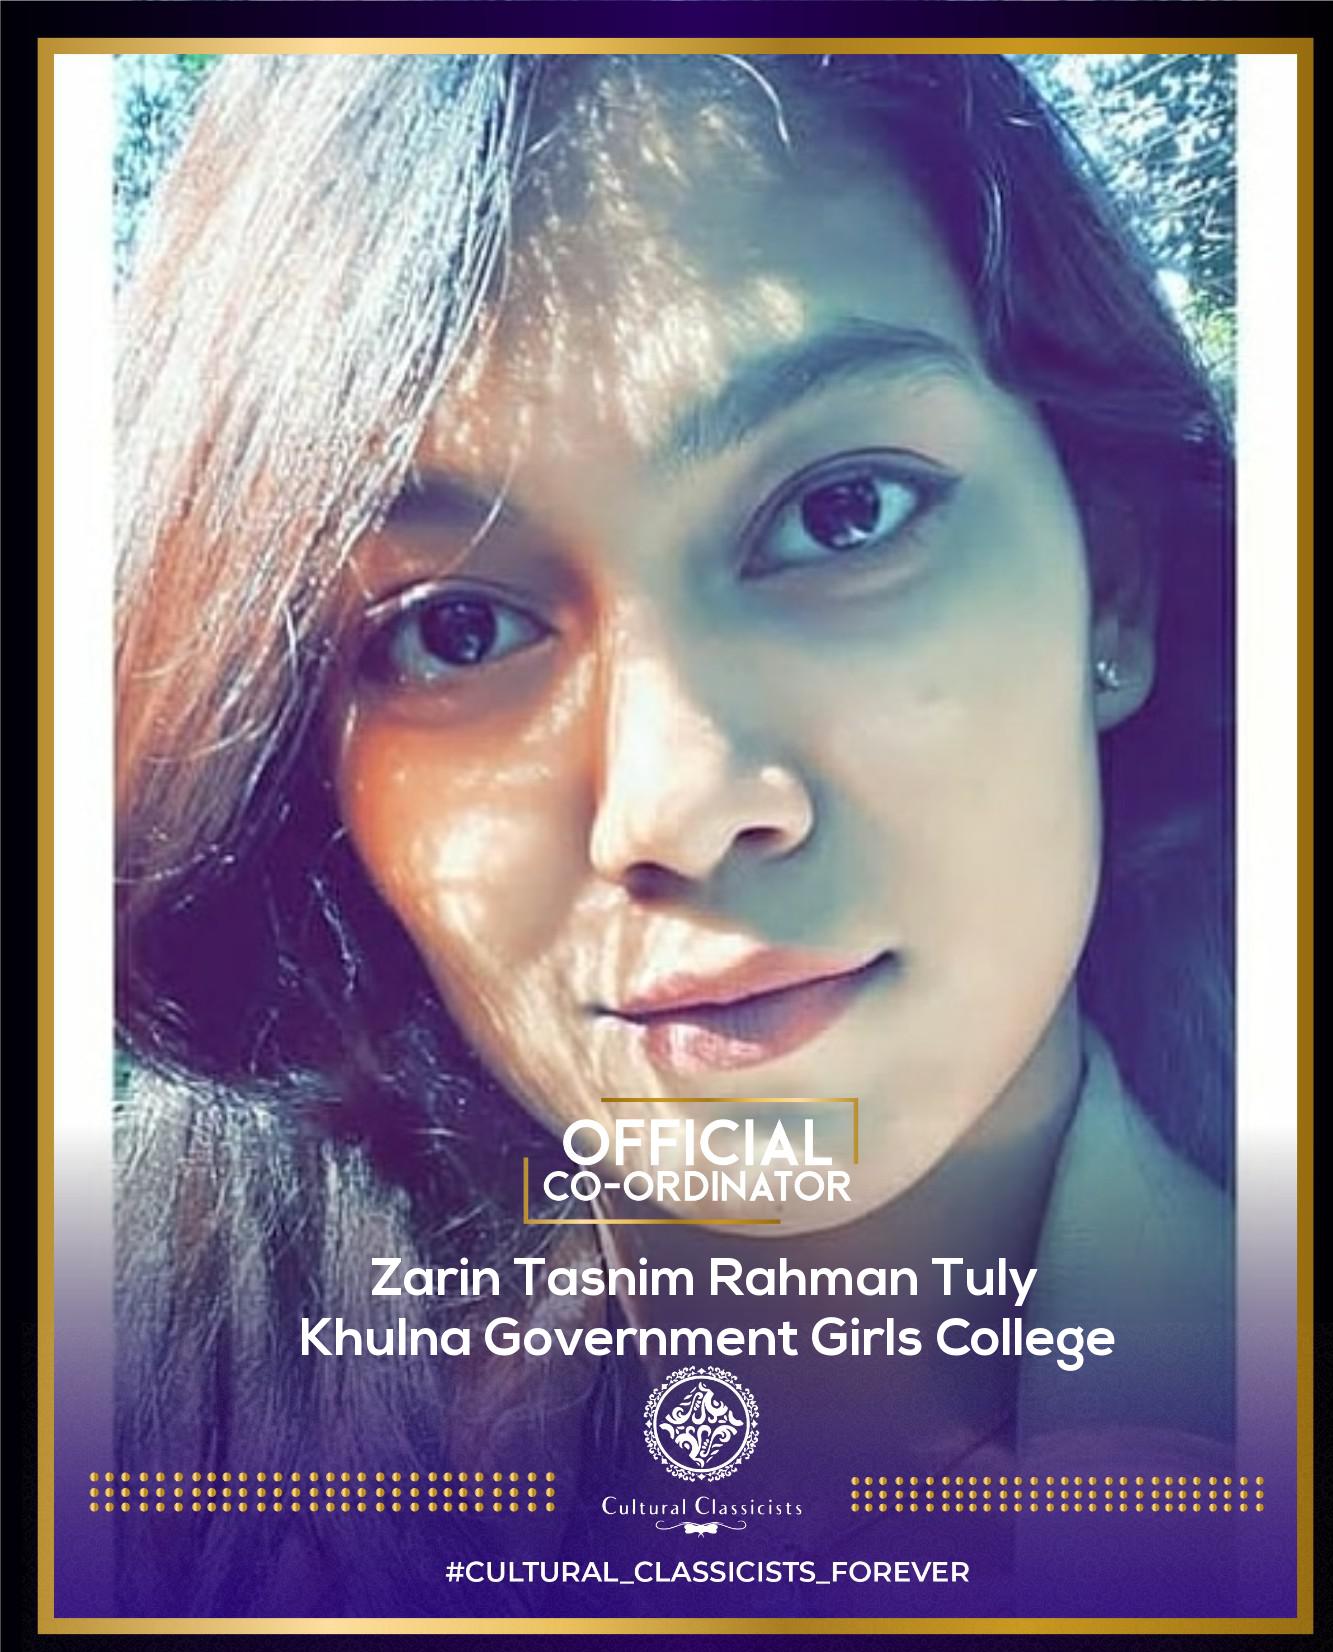 OFFICIAL
CO-ORDINATOR
Zarin Tasnim Rahman Tuly
Khulna Government Girls College
Cultural Classicists
#CULTURAL_CLASSICISTS_FOREVER